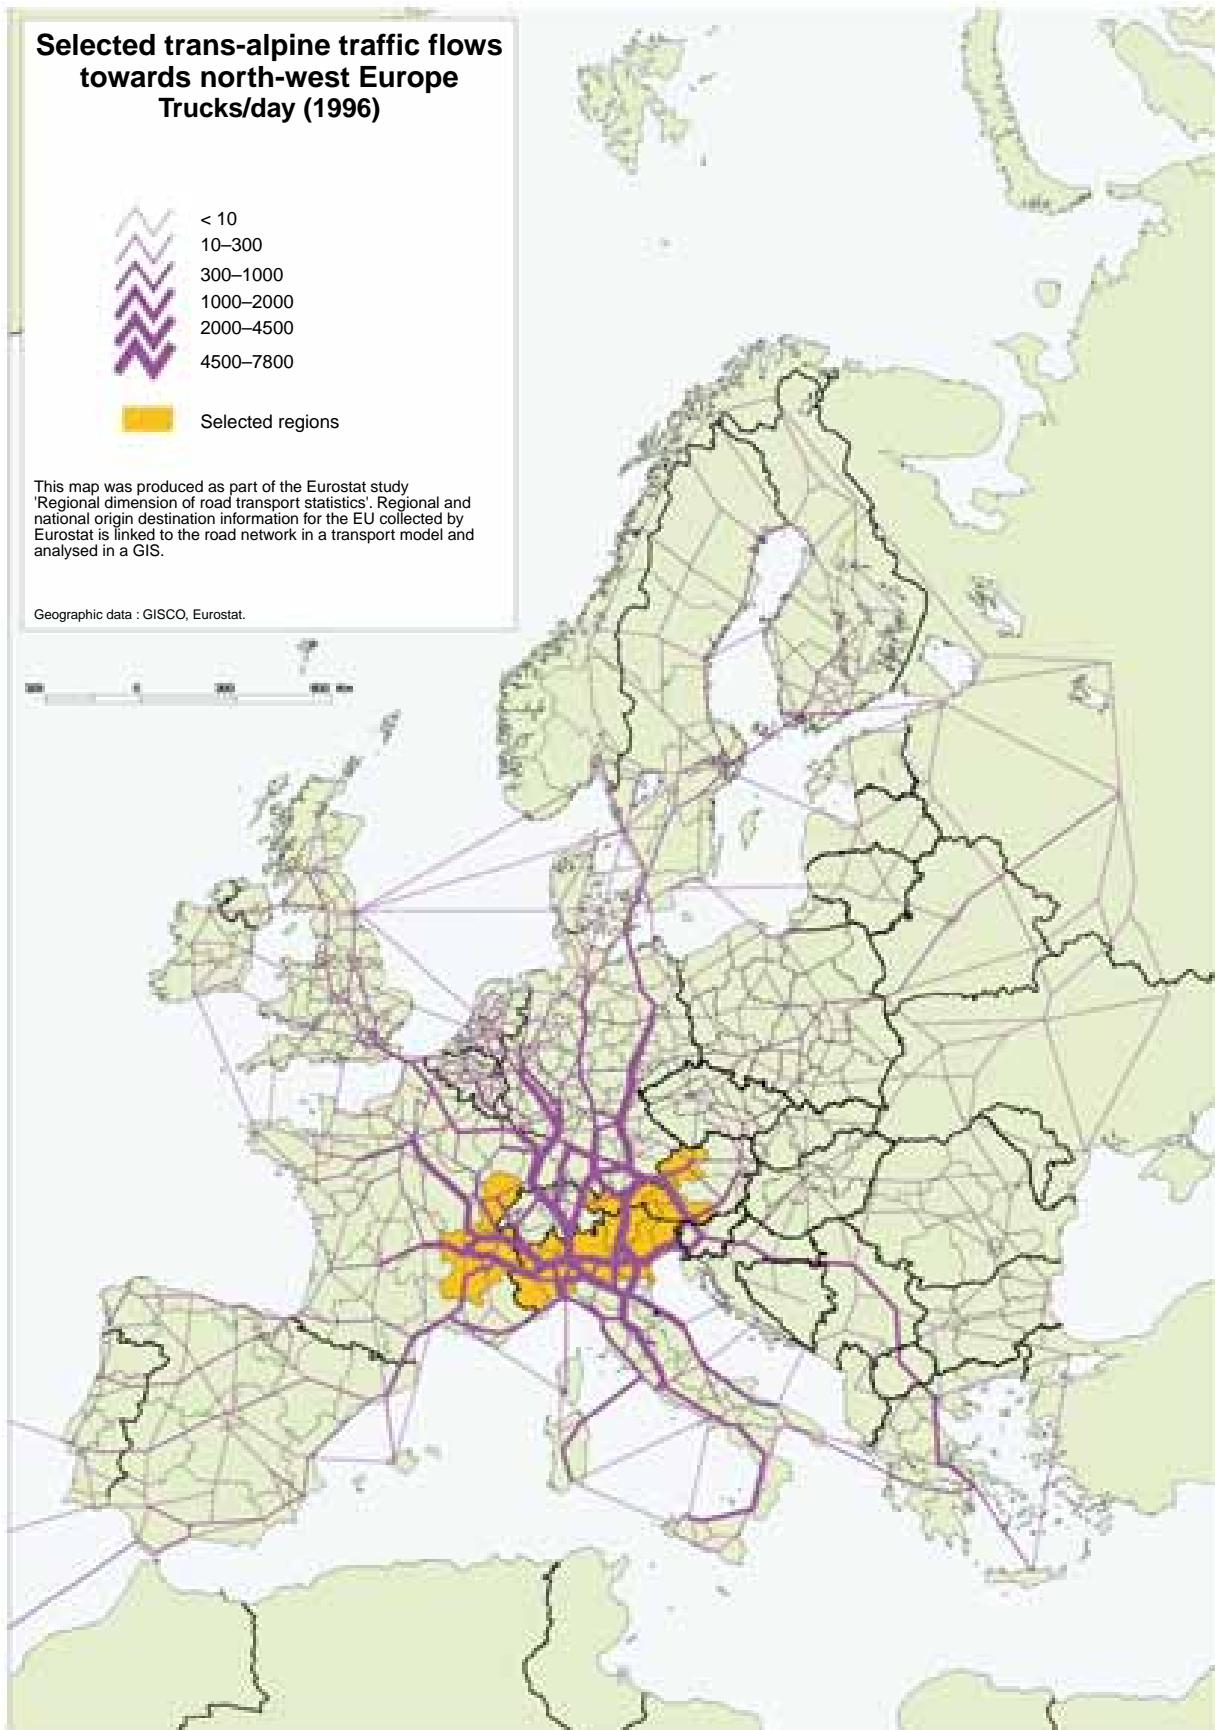 Selected trans-alpine traffic flows
towards north-west Europe
Trucks/day (1996)
< 10
10–300
300–1000
1000–2000
2000–4500
4500–7800
Selected regions
This map was produced as part of the Eurostat study
'Regional dimension of road transport statistics'. Regional and
national origin destination information for the EU collected by
Eurostat is linked to the road network in a transport model and
analysed in a GIS.
Geographic data : GISCO, Eurostat.
0